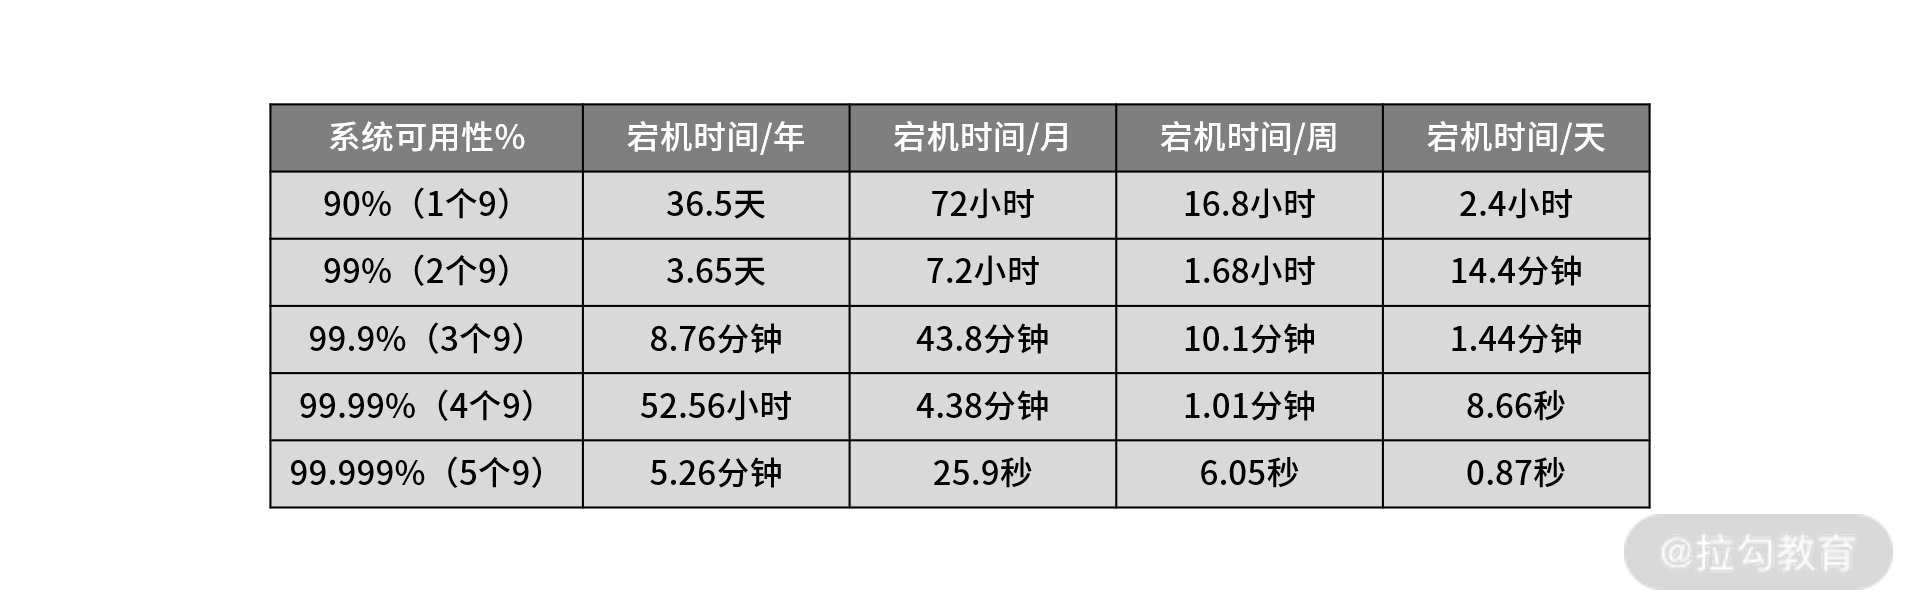 系统可用性% 宕机时间/年 宕机时间/月 宕机时间/周 宕机时间/天
90%（1个9） 36.5天 72小时 16.8小时 2.4小时
99%（2个9） 3.65天 7.2小时 1.68小时 14.4分钟
99.9%（3个9） 8.76分钟 43.8分钟 10.1分钟 1.44分钟
99.99%（4个9） 52.56小时 4.38分钟 1.01分钟 8.66秒
99.999%（5个9） 5.26分钟 25.9秒 6.05秒 0.87秒
@拉勾教育